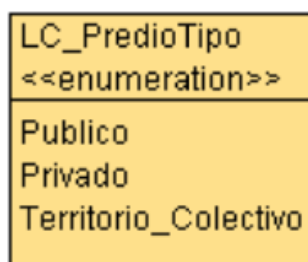 LC_PredioTipo
<<enumeration>>
Publico
Privado
Territorio_Colectivo